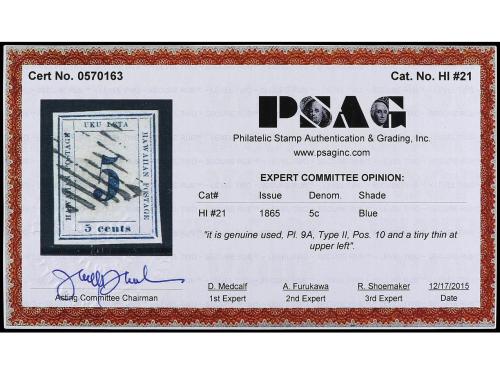 Cert No. 0570163
Cat. No. HI #21
PSAG
Philatelic Stamp Authentication & Grading, Inc.
www.psaginc.com
EXPERT COMMITTEE OPINION:
Cat# Issue Denom. Shade
HI #21 1865 5c Blue
"it is genuine used, Pl. 9A, Type II, Pos. 10 and a tiny thin at
upper left".
UKU LETA
HAWAIIAN POSTAGE
5
5 cents
Acting Committee Chairman
D. Medcalf A. Furukawa R. Shoemaker 12/17/2015
1st Expert 2nd Expert 3rd Expert Date